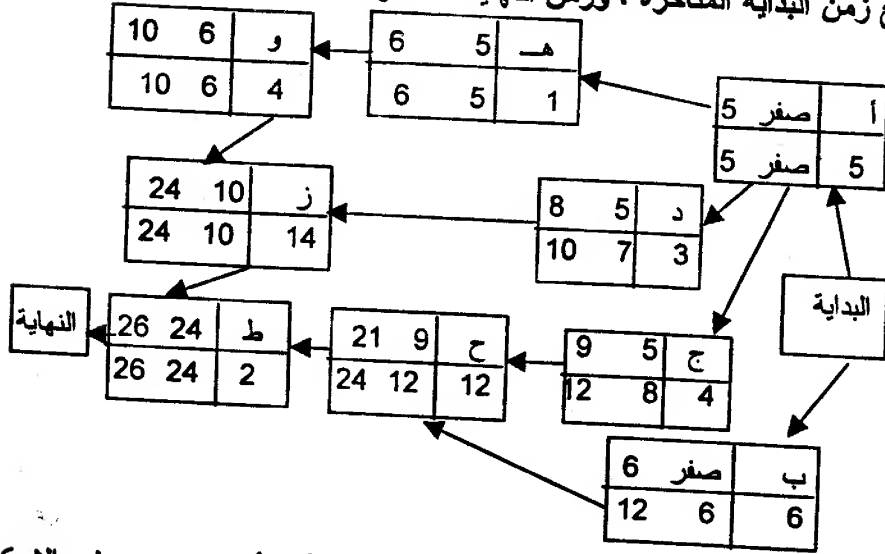 زمن البداية المتأخرة ، وزمن النهاية
و 6 10
4 6 10
هـ 5 6
1 5 6
أ صفر 5
5 صفر 5
ز 10 24
14 10 24
د 5 8
3 7 10
البداية
ج 5 9
4 8 12
ح 9 21
12 12 24
ط 24 26
2 24 26
النهاية
ب صفر 6
6 6 12